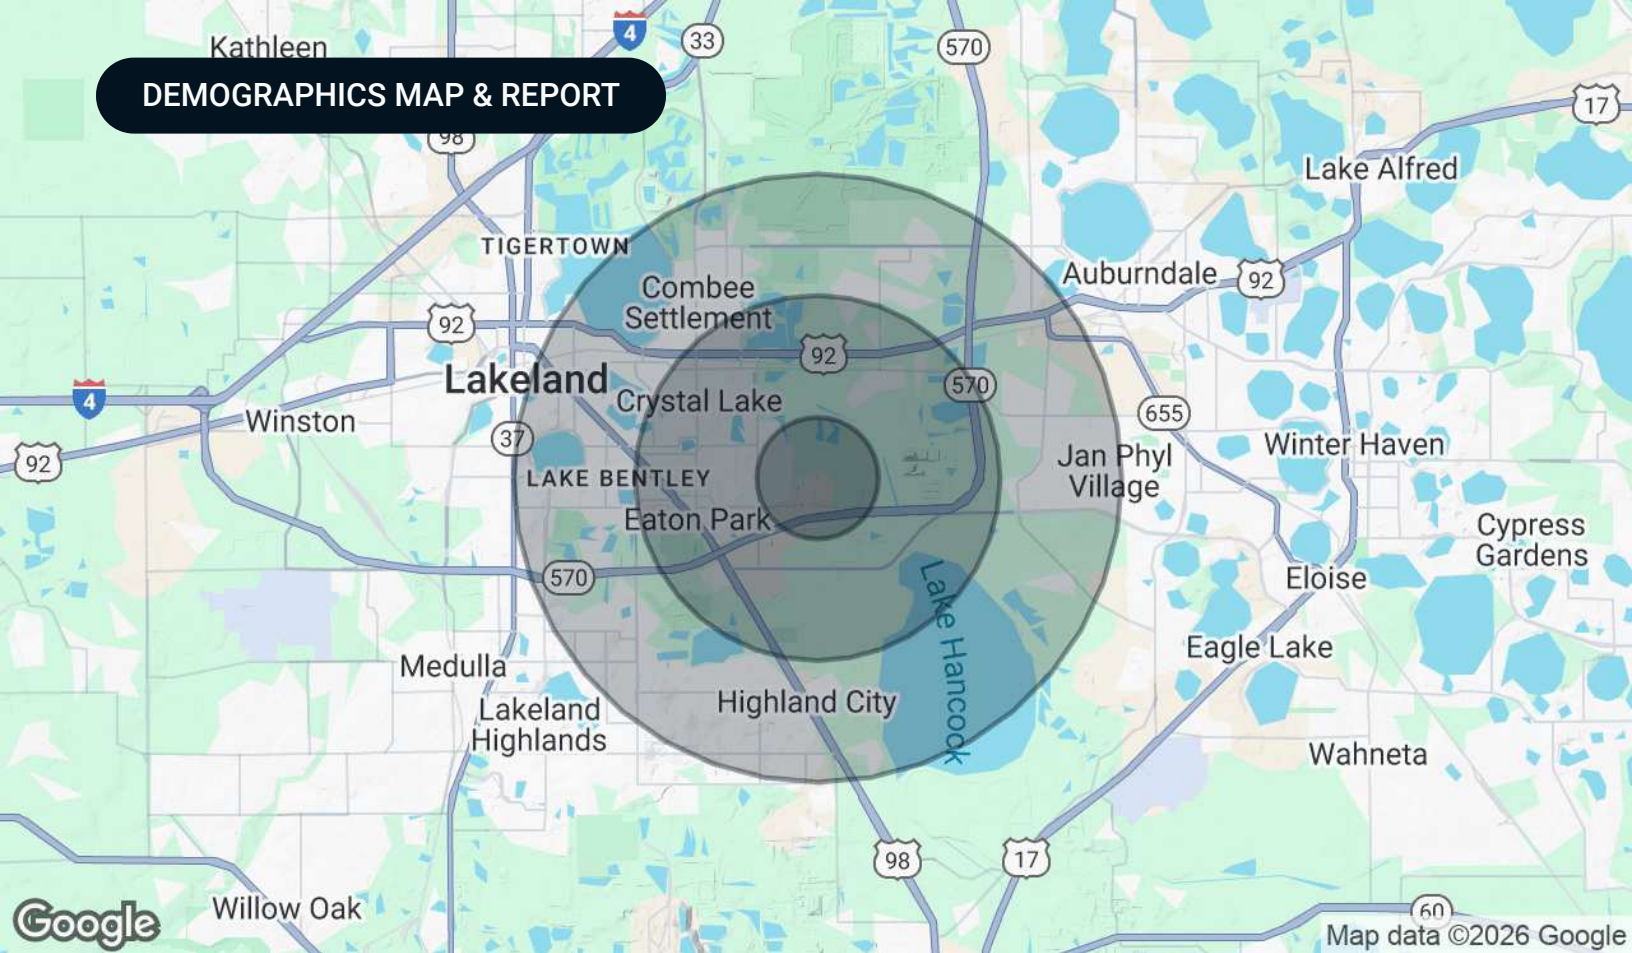 Kathleen
4
33
570
DEMOGRAPHICS MAP & REPORT
98
17
Lake Alfred
TIGERTOWN
Combee
Settlement
Auburndale
92
92
92
Lakeland
Crystal Lake
570
4
Winston
37
655
92
LAKE BENTLEY
Jan Phyl
Village
Winter Haven
Eaton Park
Cypress
Gardens
570
Eloise
Lake Hancock
Medulla
Eagle Lake
Highland City
Lakeland
Highlands
Wahneta
98
17
Willow Oak
60
Google
Map data ©2026 Google